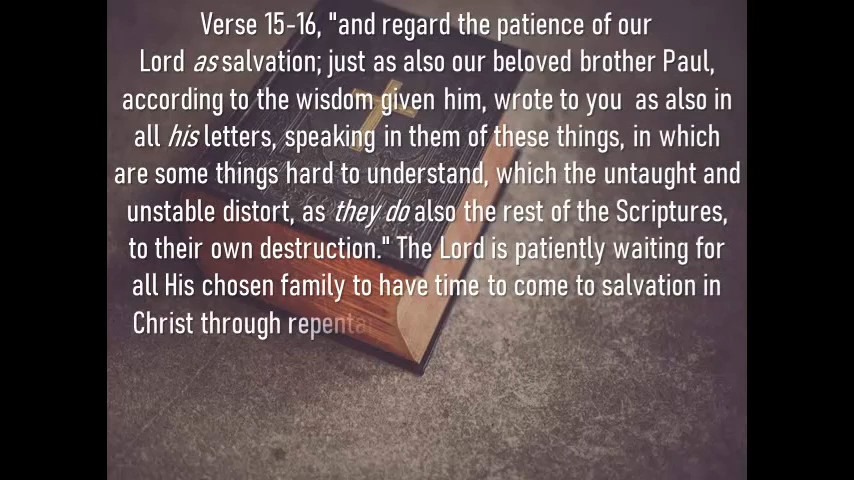 Verse 15-16, "and regard the patience of our
Lord as salvation; just as also our beloved brother Paul,
according to the wisdom given him, wrote to you as also in
all his letters, speaking in them of these things, in which
are some things hard to understand, which the untaught and
unstable distort, as they do also the rest of the Scriptures,
to their own destruction." The Lord is patiently waiting for
all His chosen family to have time to come to salvation in
Christ through repenta